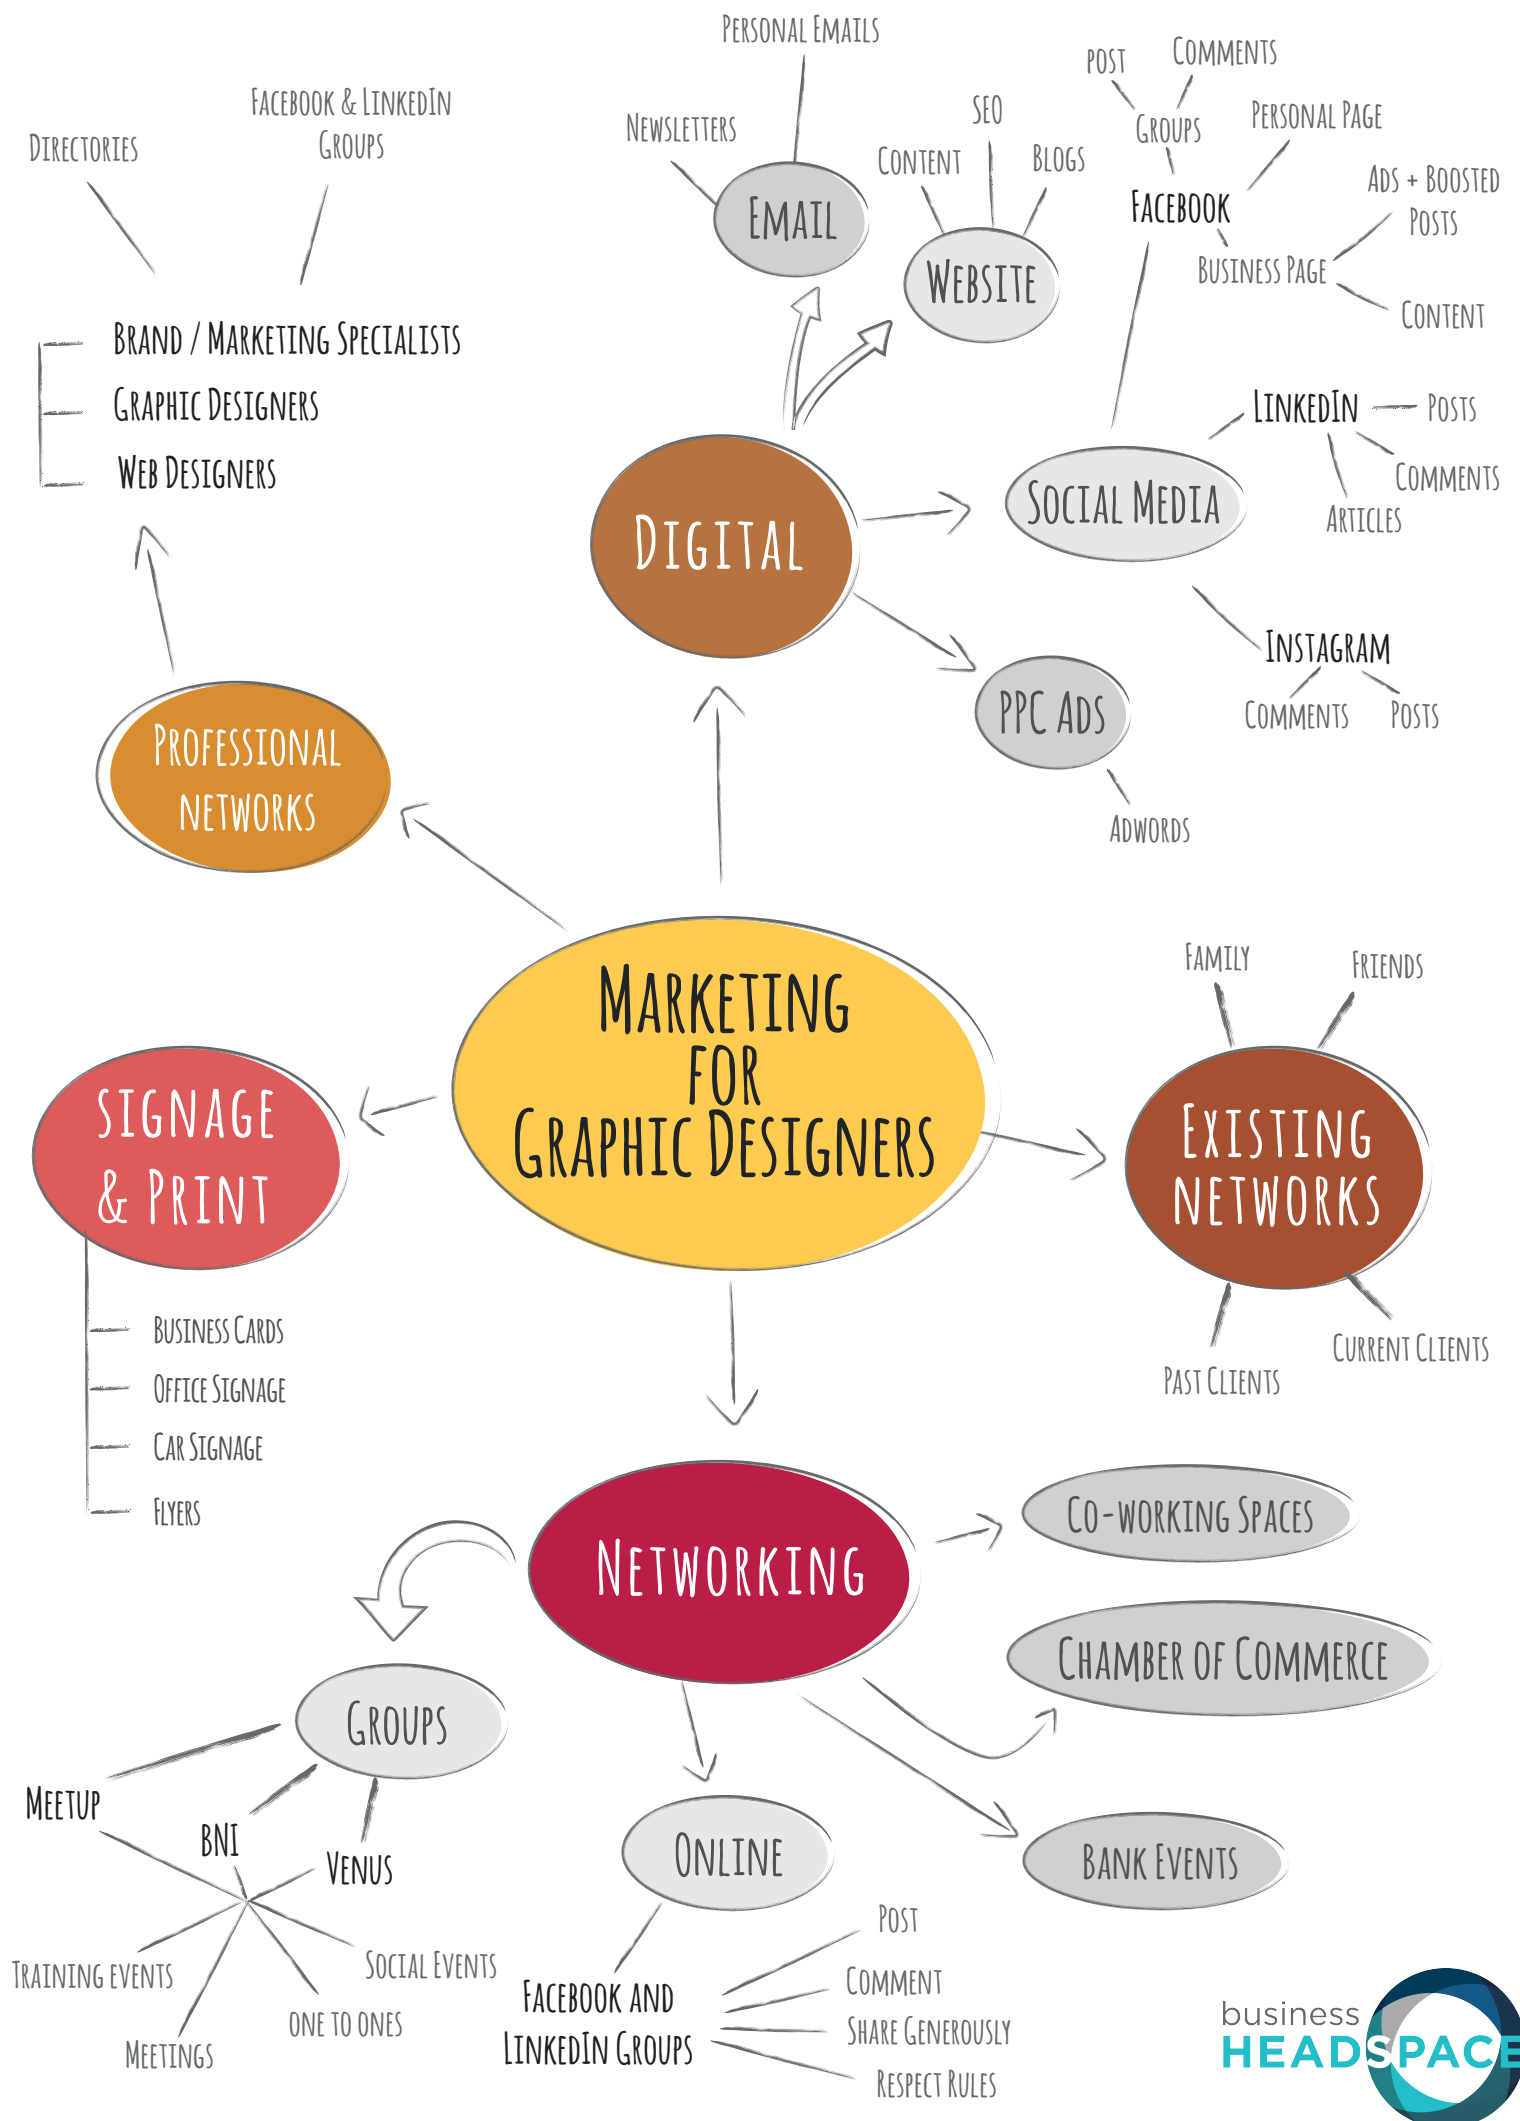 Personal Emails
Newsletters
Email
Content
SEO
Blogs
Website
Post
Comments
Groups
Personal Page
Facebook
Ads + Boosted
Posts
Business Page
Content
LinkedIn
Posts
Comments
Articles
Social Media
Instagram
Comments
Posts
Digital
PPC Ads
Adwords
Directories
Facebook & LinkedIn
Groups
Brand / Marketing Specialists
Graphic Designers
Web Designers
Professional
networks
Marketing
for
Graphic Designers
Family
Friends
Existing
networks
Past Clients
Current Clients
signage
& Print
Business Cards
Office Signage
Car Signage
Flyers
Networking
Co-working Spaces
Chamber of Commerce
Bank Events
Groups
Meetup
BNI
Venus
Training events
Meetings
one to ones
Social Events
Online
Facebook and
LinkedIn Groups
Post
Comment
Share Generously
Respect Rules
business
HEADSPACE